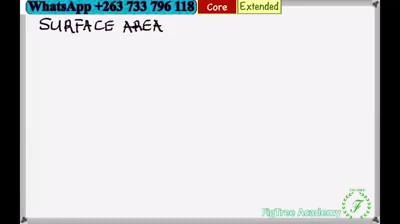 WhatsApp +263 733 796 118 Core Extended
SURFACE AREA
FigTree Academy